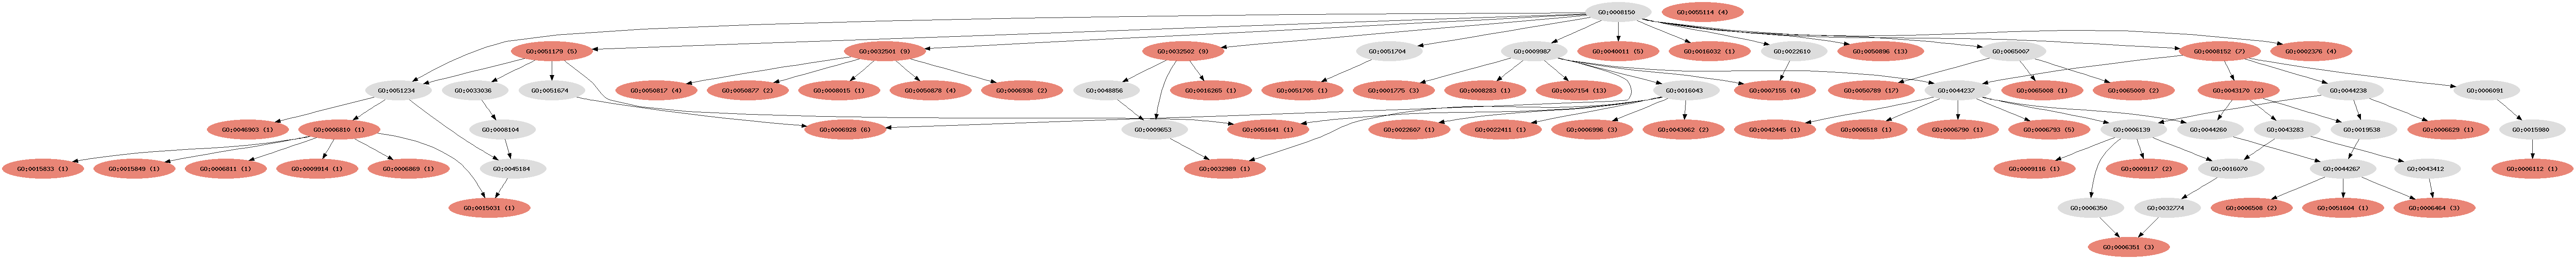 GO:0008150
GO:0055114 (4)
GO:0051179 (5)
GO:0032501 (9)
GO:0032502 (9)
GO:0051704
GO:0009987
GO:0040011 (5)
GO:0016032 (1)
GO:0022610
GO:0050896 (13)
GO:0065007
GO:0008152 (7)
GO:0002376 (4)
GO:0051234
GO:0033036
GO:0051674
GO:0050817 (4)
GO:0050877 (2)
GO:0008015 (1)
GO:0050878 (4)
GO:0006936 (2)
GO:0048856
GO:0016265 (1)
GO:0051705 (1)
GO:0001775 (3)
GO:0008283 (1)
GO:0007154 (13)
GO:0016043
GO:0007155 (4)
GO:0050789 (17)
GO:0044237
GO:0065008 (1)
GO:0065009 (2)
GO:0043170 (2)
GO:0044238
GO:0006091
GO:0046903 (1)
GO:0006810 (1)
GO:0008104
GO:0006928 (6)
GO:0009653
GO:0051641 (1)
GO:0022607 (1)
GO:0022411 (1)
GO:0006996 (3)
GO:0043062 (2)
GO:0042445 (1)
GO:0006518 (1)
GO:0006790 (1)
GO:0006793 (5)
GO:0006139
GO:0044260
GO:0043283
GO:0019538
GO:0006629 (1)
GO:0015980
GO:0015833 (1)
GO:0015849 (1)
GO:0006811 (1)
GO:0009914 (1)
GO:0006869 (1)
GO:0045184
GO:0032989 (1)
GO:0009116 (1)
GO:0009117 (2)
GO:0016070
GO:0044267
GO:0043412
GO:0006112 (1)
GO:0015031 (1)
GO:0006350
GO:0032774
GO:0006508 (2)
GO:0051604 (1)
GO:0006464 (3)
GO:0006351 (3)